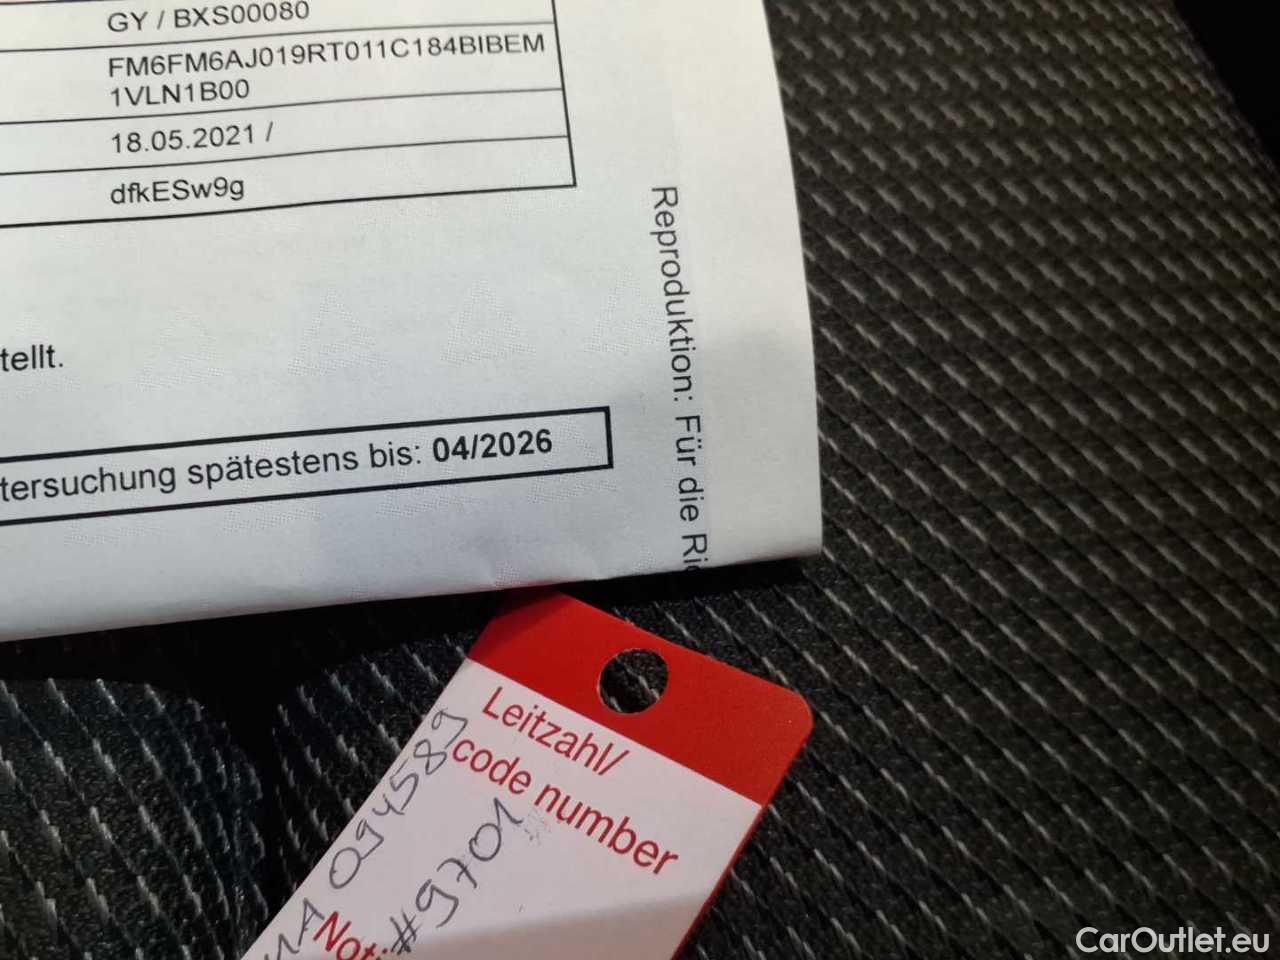 GY / BXS00080
FM6FM6AJ019RT011C184BIBEM
1VLN1B00
18.05.2021 /
dfkESw9g
tellt.
tersuchung spätestens bis: 04/2026
Reproduktion: Für die
Leitzahl/
code number
094589
#9701
CarOutlet.eu